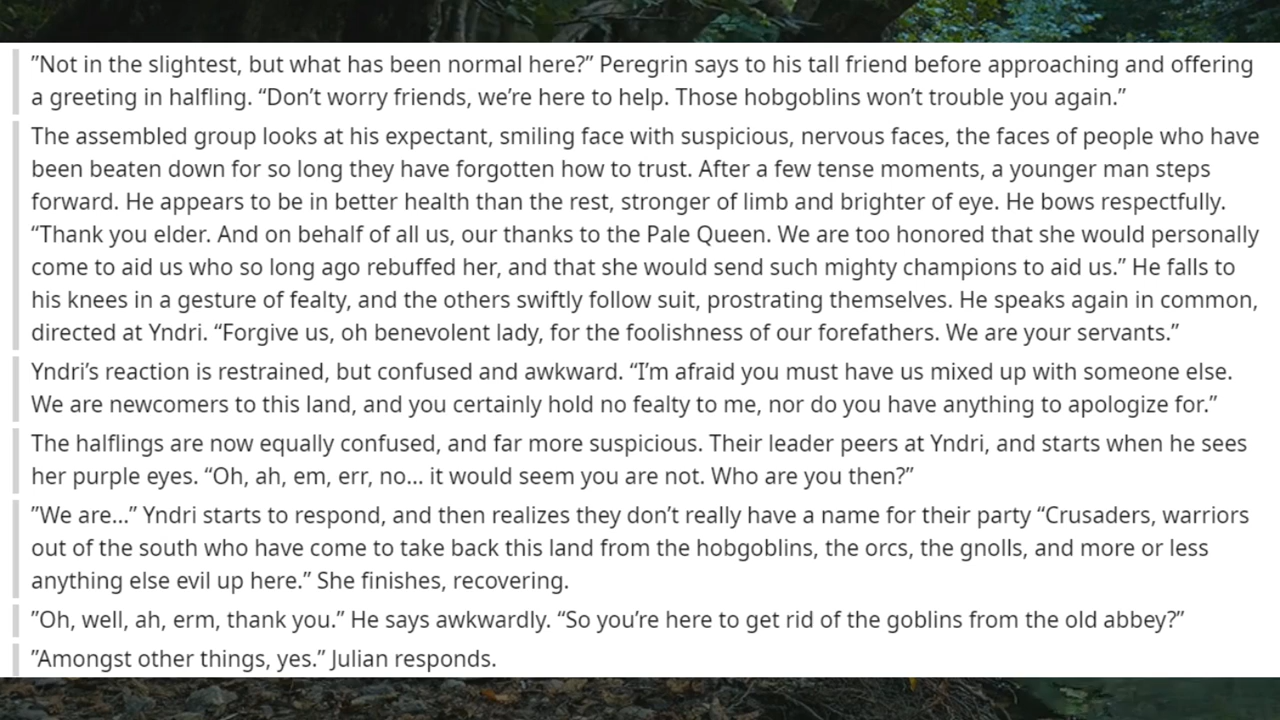 ”Not in the slightest, but what has been normal here?” Peregrin says to his tall friend before approaching and offering
a greeting in halfling. “Don’t worry friends, we’re here to help. Those hobgoblins won’t trouble you again.”
The assembled group looks at his expectant, smiling face with suspicious, nervous faces, the faces of people who have
been beaten down for so long they have forgotten how to trust. After a few tense moments, a younger man steps
forward. He appears to be in better health than the rest, stronger of limb and brighter of eye. He bows respectfully.
“Thank you elder. And on behalf of all us, our thanks to the Pale Queen. We are too honored that she would personally
come to aid us who so long ago rebuffed her, and that she would send such mighty champions to aid us.” He falls to
his knees in a gesture of fealty, and the others swiftly follow suit, prostrating themselves. He speaks again in common,
directed at Yndri. “Forgive us, oh benevolent lady, for the foolishness of our forefathers. We are your servants.”
Yndri’s reaction is restrained, but confused and awkward. “I’m afraid you must have us mixed up with someone else.
We are newcomers to this land, and you certainly hold no fealty to me, nor do you have anything to apologize for.”
The halflings are now equally confused, and far more suspicious. Their leader peers at Yndri, and starts when he sees
her purple eyes. “Oh, ah, em, err, no... it would seem you are not. Who are you then?”
”We are...” Yndri starts to respond, and then realizes they don’t really have a name for their party “Crusaders, warriors
out of the south who have come to take back this land from the hobgoblins, the orcs, the gnolls, and more or less
anything else evil up here.” She finishes, recovering.
”Oh, well, ah, erm, thank you.” He says awkwardly. “So you’re here to get rid of the goblins from the old abbey?”
”Amongst other things, yes.” Julian responds.